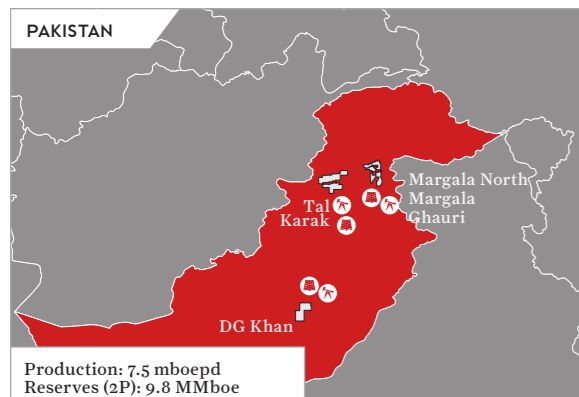 PAKISTAN
Margala North
Margala
Ghauri
Tal
Karak
DG Khan
Production: 7.5 mboepd
Reserves (2P): 9.8 MMboe